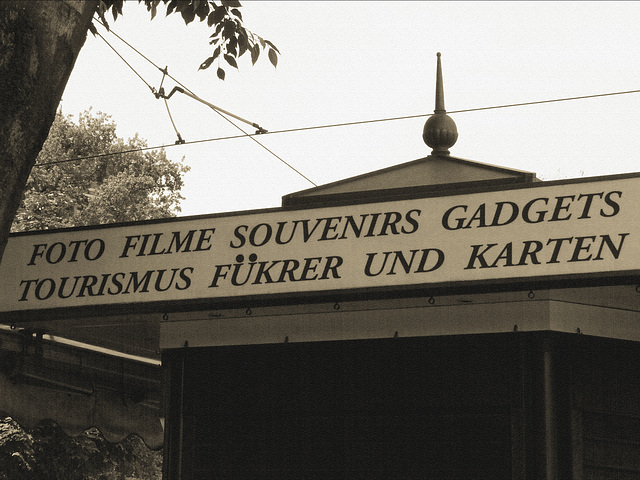 FOTO FILME SOUVENIRS GADGETS
TOURISMUS FÜKRER UND KARTEN